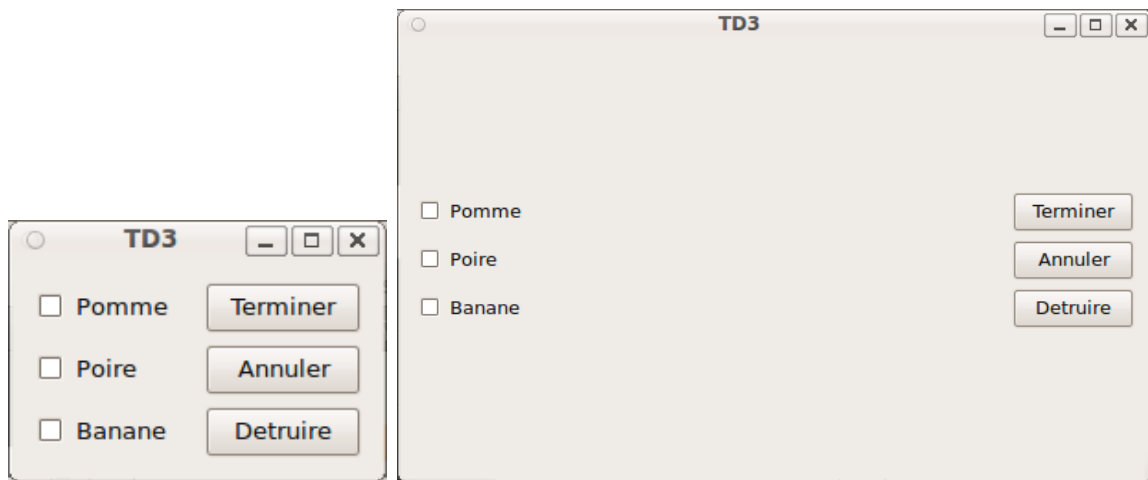 TD3
Pomme Terminer
Poire Annuler
Banane Detruire
TD3
Pomme Terminer
Poire Annuler
Banane Detruire